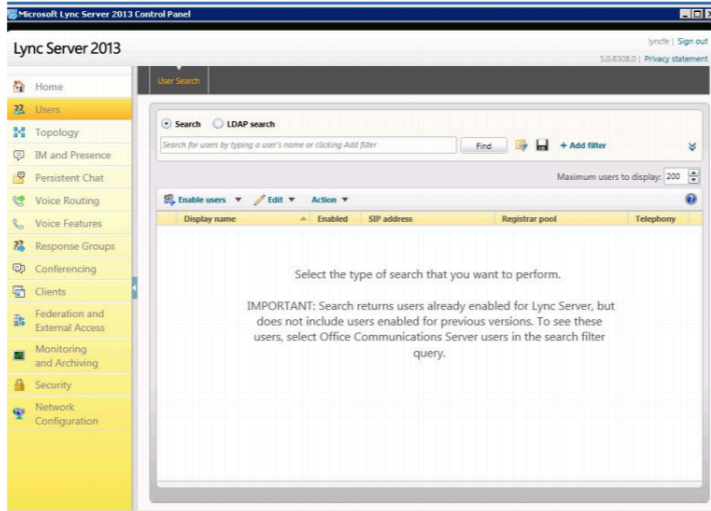 Microsoft Lync Server 2013 Control Panel
Lync Server 2013
lyncfe | Sign out
5.0.8308.0 | Privacy statement
Home
Users
Topology
IM and Presence
Persistent Chat
Voice Routing
Voice Features
Response Groups
Conferencing
Clients
Federation and
External Access
Monitoring
and Archiving
Security
Network
Configuration
User Search
Search LDAP search
Search for users by typing a user's name or clicking Add filter
Find + Add filter
Maximum users to display: 200
Enable users Edit Action
Display name Enabled SIP address Registrar pool Telephony
Select the type of search that you want to perform.
IMPORTANT: Search returns users already enabled for Lync Server, but
does not include users enabled for previous versions. To see these
users, select Office Communications Server users in the search filter
query.